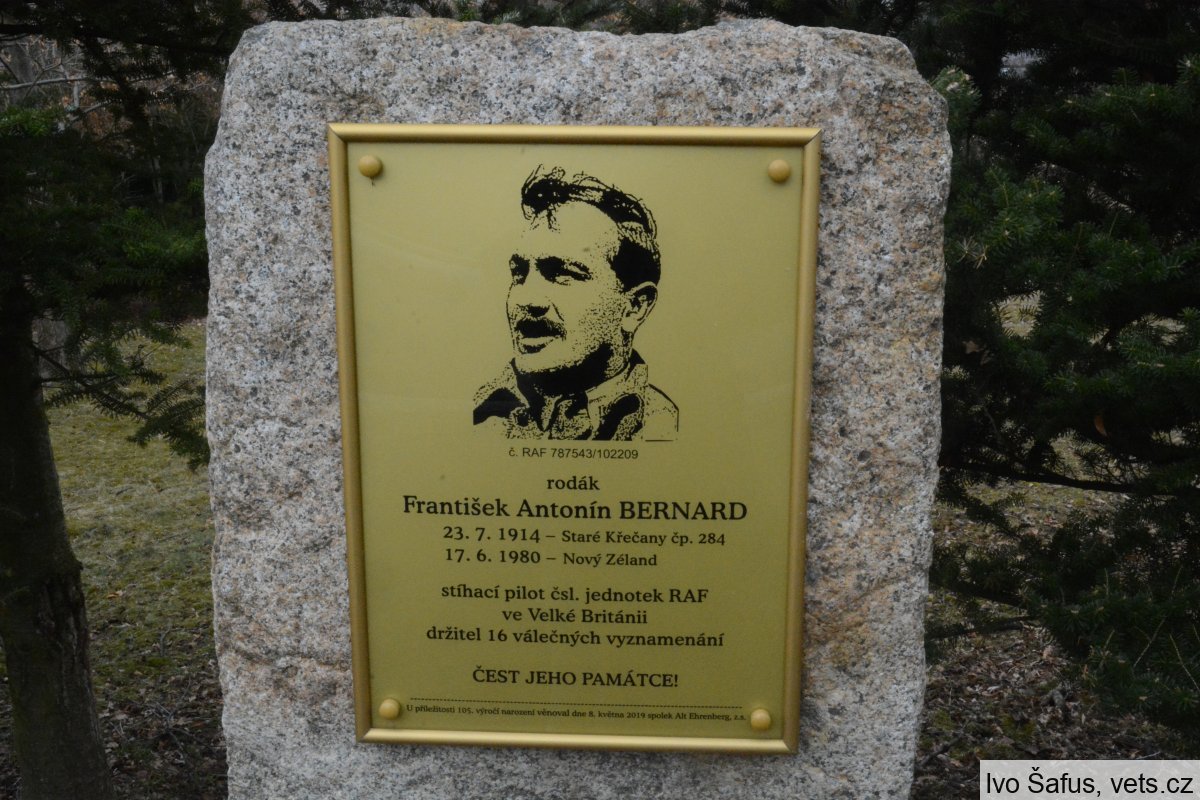 č. RAF 787543/102209
rodák
František Antonín BERNARD
23. 7. 1914 – Staré Křečany čp. 284
17. 6. 1980 – Nový Zéland
stíhací pilot čsl. jednotek RAF
ve Velké Británii
držitel 16 válečných vyznamenání
ČEST JEHO PAMÁTCE!
U příležitosti 105. výročí narození věnoval dne 8. května 2019 spolek Alt Ehrenberg, z.s.
Ivo Šafus, vets.cz